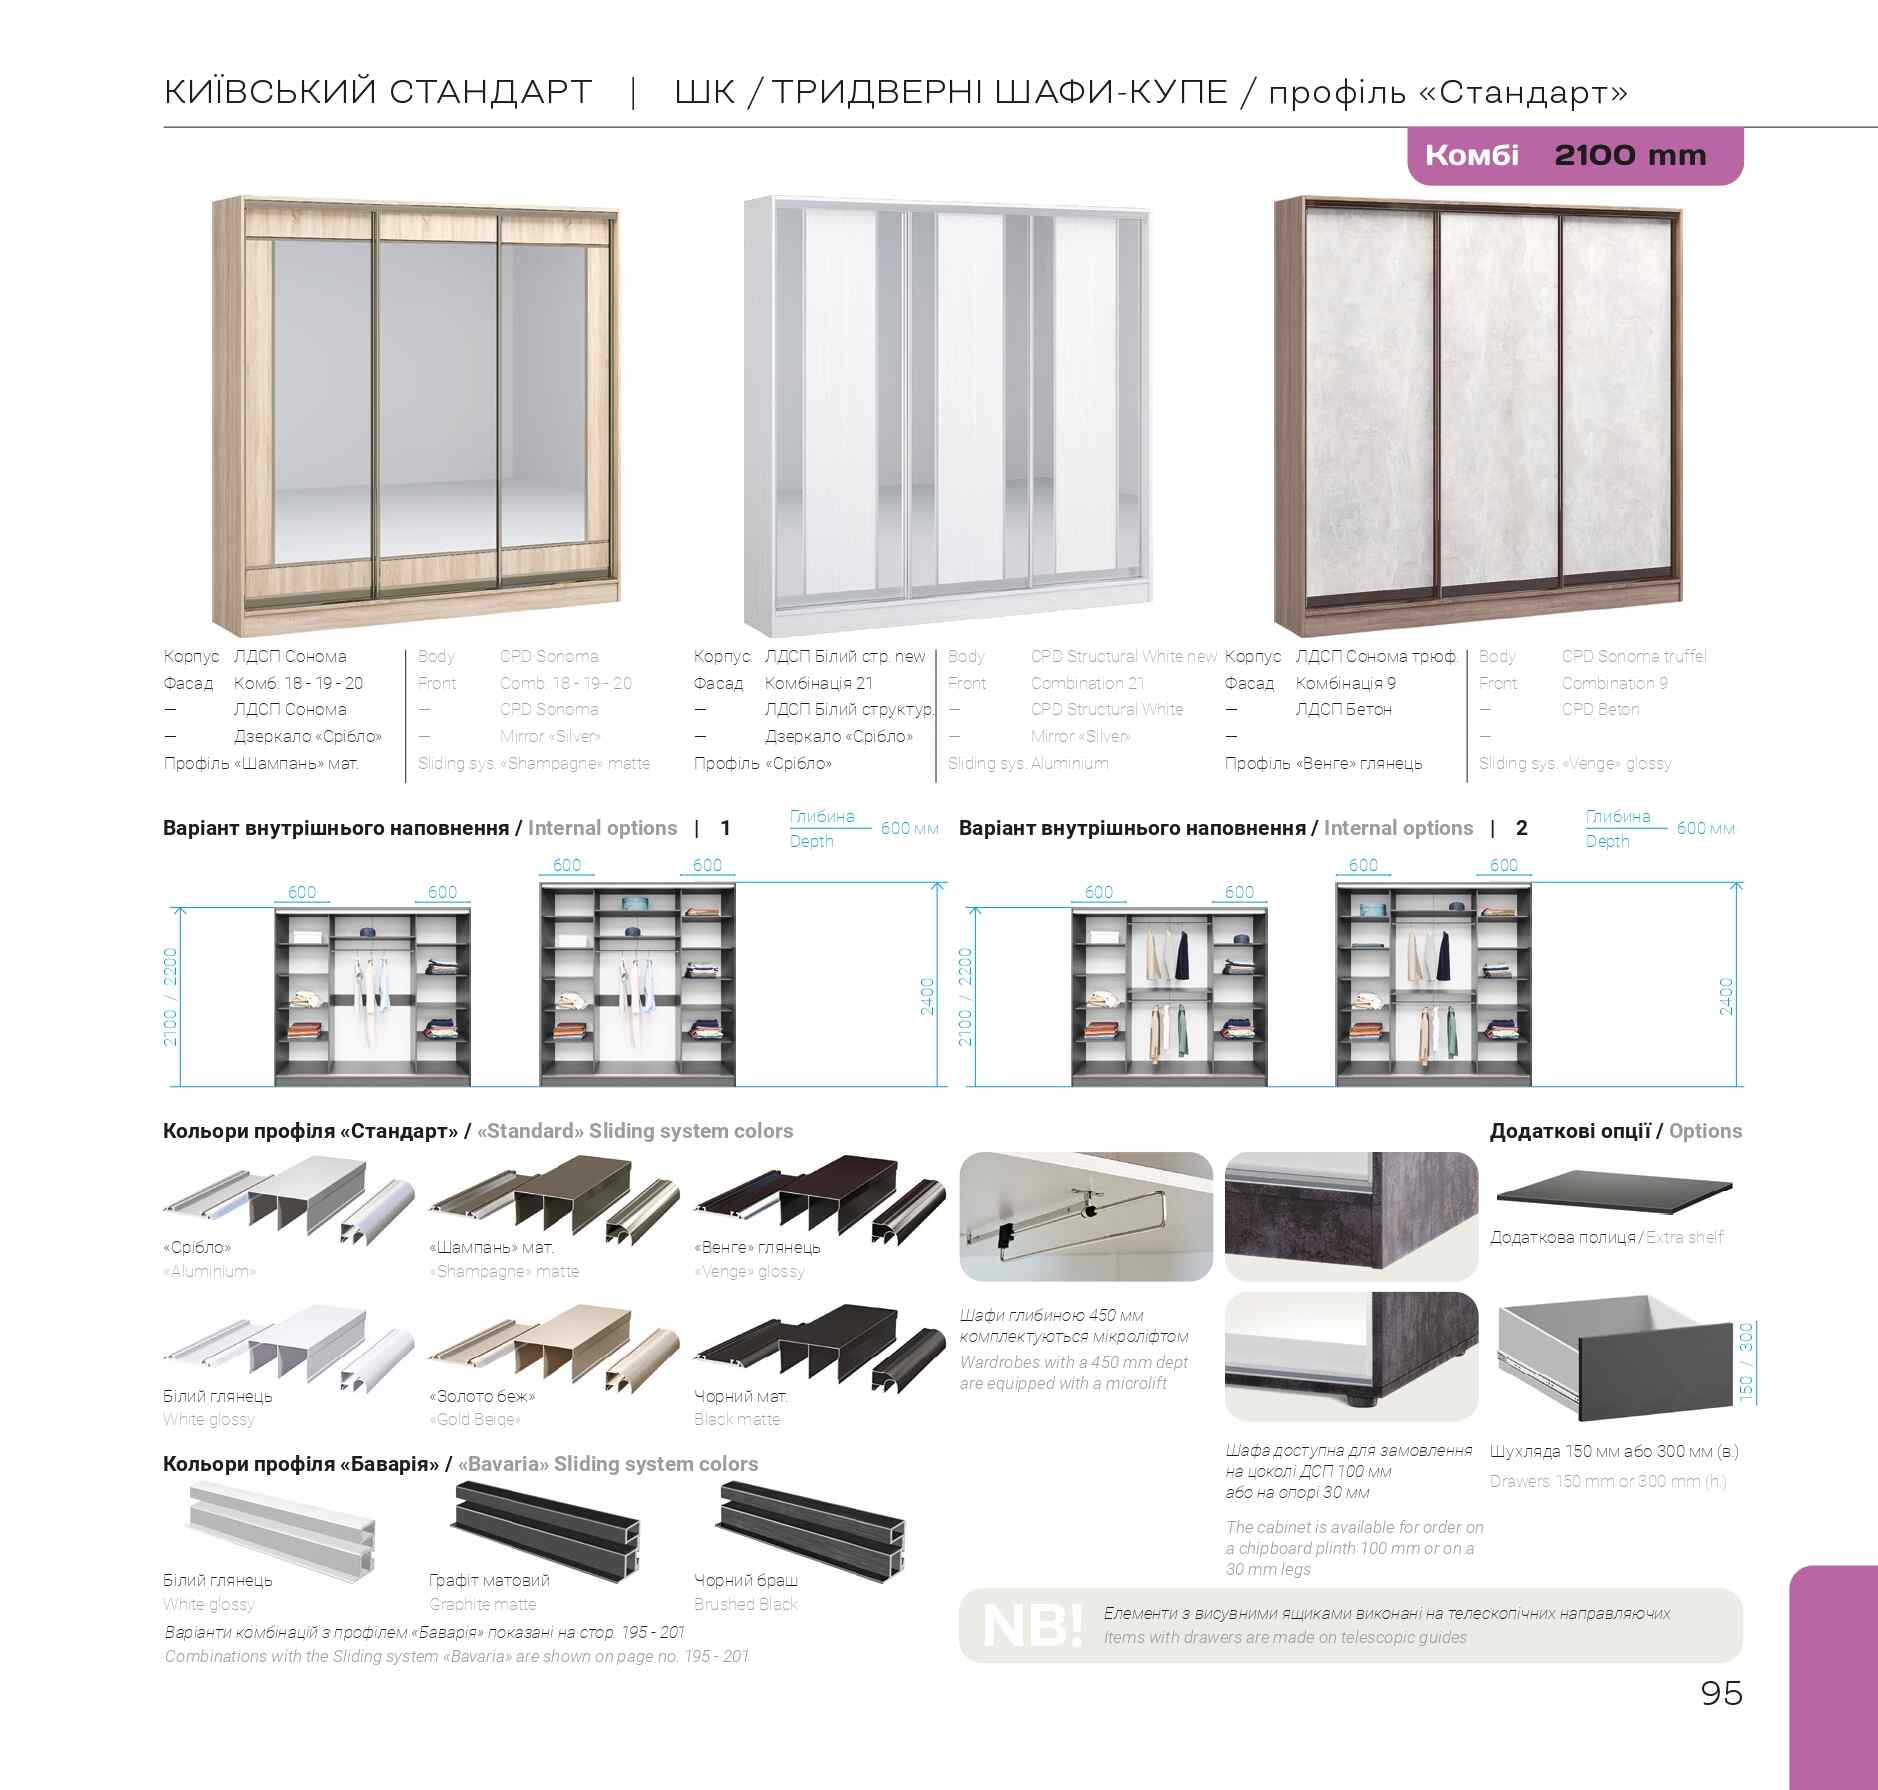 КИЇВСЬКИЙ СТАНДАРТ | ШК / ТРИДВЕРНІ ШАФИ-КУПЕ / профіль «Стандарт»
Комбі 2100 mm
Корпус ЛДСП Сонома
Фасад Комб. 18 - 19 - 20
— ЛДСП Сонома
— Дзеркало «Срібло»
Профіль «Шампань» мат.
Body CPD Sonoma
Front Comb. 18 - 19 - 20
— CPD Sonoma
— Mirror «Silver»
Sliding sys. «Shampagne» matte
Корпус ЛДСП Білий стр. new
Фасад Комбінація 21
— ЛДСП Білий структур.
— Дзеркало «Срібло»
Профіль «Срібло»
Body CPD Structural White new
Front Combination 21
— CPD Structural White
— Mirror «Silver»
Sliding sys. Aluminium
Корпус ЛДСП Сонома трюф.
Фасад Комбінація 9
— ЛДСП Бетон
—
Профіль «Венге» глянець
Body CPD Sonoma truffel
Front Combination 9
— CPD Beton
—
Sliding sys. «Venge» glossy
Варіант внутрішнього наповнення / Internal options | 1
Глибина
Depth
600 мм
600
600
600
600
2100 / 2200
2400
Варіант внутрішнього наповнення / Internal options | 2
Глибина
Depth
600 мм
600
600
600
600
2100 / 2200
2400
Кольори профіля «Стандарт» / «Standard» Sliding system colors
«Срібло»
«Aluminium»
«Шампань» мат.
«Shampagne» matte
«Венге» глянець
«Venge» glossy
Білий глянець
White glossy
«Золото беж»
«Gold Beige»
Чорний мат.
Black matte
Кольори профіля «Баварія» / «Bavaria» Sliding system colors
Білий глянець
White glossy
Графіт матовий
Graphite matte
Чорний браш
Brushed Black
Варіанти комбінацій з профілем «Баварія» показані на стор. 195 - 201
Combinations with the Sliding system «Bavaria» are shown on page no. 195 - 201
Шафи глибиною 450 мм
комплектуються мікроліфтом
Wardrobes with a 450 mm dept
are equipped with a microlift
Шафа доступна для замовлення
на цоколі ДСП 100 мм
або на опорі 30 мм
The cabinet is available for order on
a chipboard plinth 100 mm or on a
30 mm legs
Додаткові опції / Options
Додаткова полиця / Extra shelf
150 / 300
Шухляда 150 мм або 300 мм (в.)
Drawers 150 mm or 300 mm (h.)
NB!
Елементи з висувними ящиками виконані на телескопічних направляючих
Items with drawers are made on telescopic guides
95